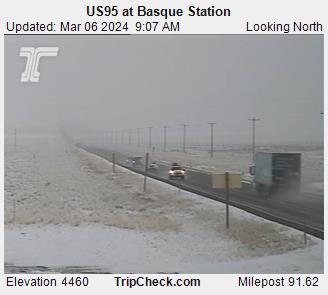 US95 at Basque Station
Updated: Mar 06 2024 9:07 AM Looking North
Elevation 4460 TripCheck.com Milepost 91.62